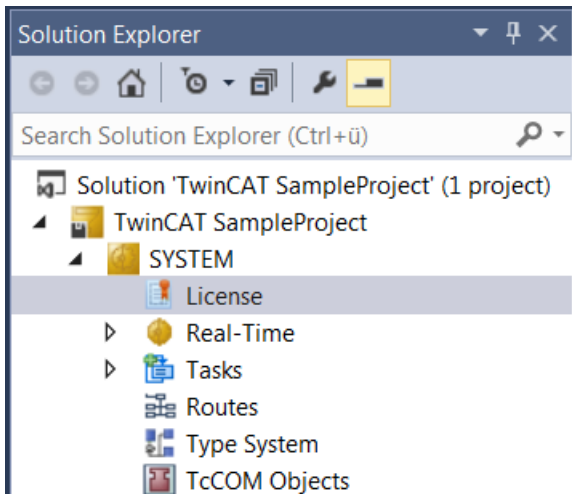 Solution Explorer
Search Solution Explorer (Ctrl+ü)
Solution 'TwinCAT SampleProject' (1 project)
TwinCAT SampleProject
SYSTEM
License
Real-Time
Tasks
Routes
Type System
TcCOM Objects